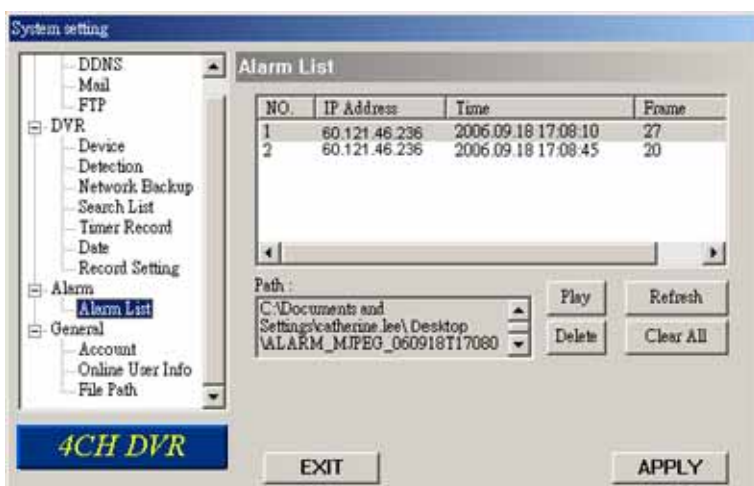 System setting
DDNS
Mail
FTP
DVR
Device
Detection
Network Backup
Search List
Timer Record
Date
Record Setting
Alarm
Alarm List
General
Account
Online User Info
File Path
4CH DVR
Alarm List
NO. IP Address Time Frame
1 60.121.46.236 2006.09.18 17:08:10 27
2 60.121.46.236 2006.09.18 17:08:45 20
Path :
C:\Documents and
Settings\catherine.lee\Desktop
\ALARM_MJPEG_060918T17080
Play Refresh
Delete Clear All
EXIT APPLY